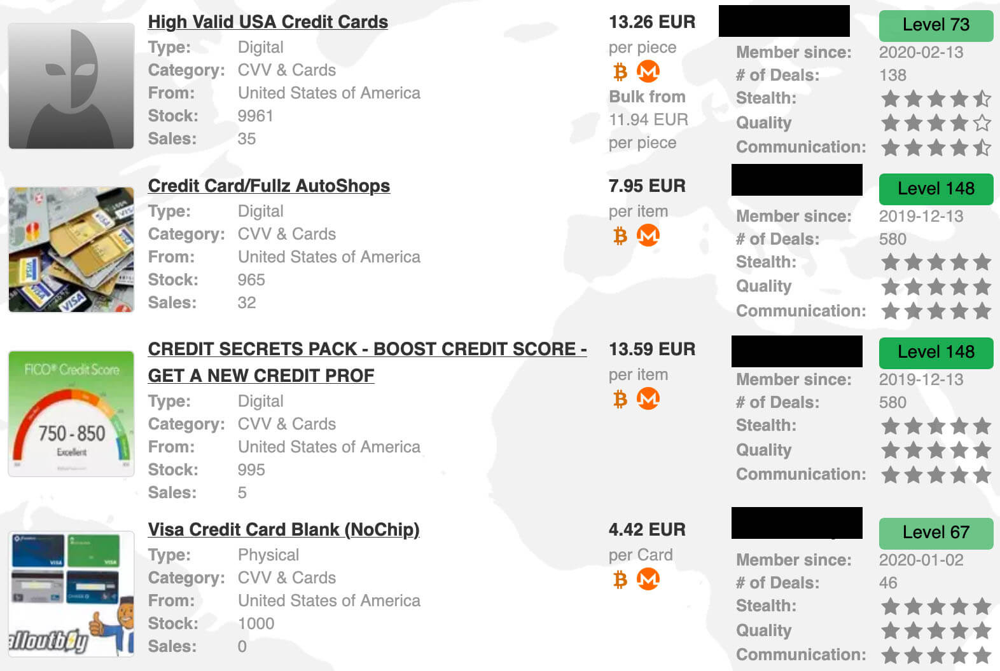 High Valid USA Credit Cards
Type: Digital
Category: CVV & Cards
From: United States of America
Stock: 9961
Sales: 35
13.26 EUR
per piece
Bulk from
11.94 EUR
per piece
Level 73
Member since: 2020-02-13
# of Deals: 138
Stealth:
Quality
Communication:
VISA
VISA
VISA
VISA
VISA
Credit Card/Fullz AutoShops
Type: Digital
Category: CVV & Cards
From: United States of America
Stock: 965
Sales: 32
7.95 EUR
per item
Level 148
Member since: 2019-12-13
# of Deals: 580
Stealth:
Quality
Communication:
FICO® Credit Score
750 - 850
Excellent
CREDIT SECRETS PACK - BOOST CREDIT SCORE -
GET A NEW CREDIT PROF
Type: Digital
Category: CVV & Cards
From: United States of America
Stock: 995
Sales: 5
13.59 EUR
per item
Level 148
Member since: 2019-12-13
# of Deals: 580
Stealth:
Quality
Communication:
VISA
VISA
CHASE
alloutboy
Visa Credit Card Blank (NoChip)
Type: Physical
Category: CVV & Cards
From: United States of America
Stock: 1000
Sales: 0
4.42 EUR
per Card
Level 67
Member since: 2020-01-02
# of Deals: 46
Stealth:
Quality
Communication: